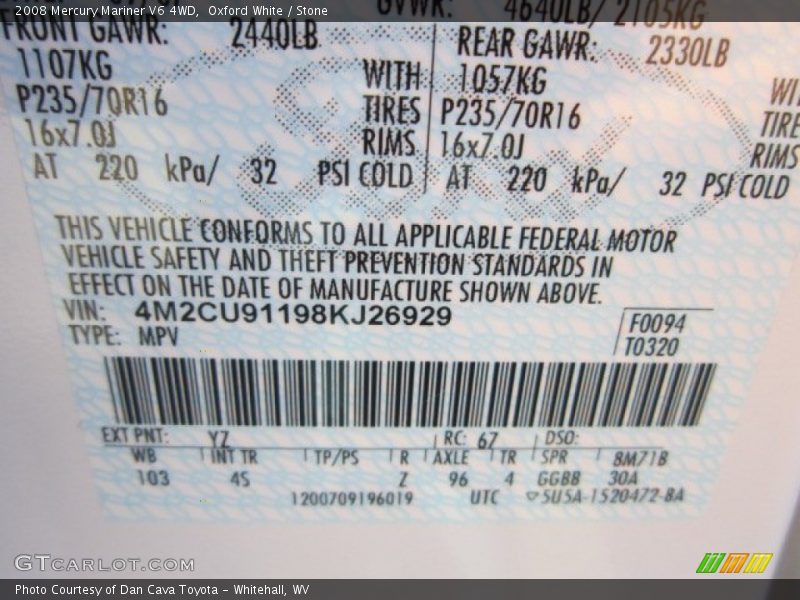 2008 Mercury Mariner V6 4WD, Oxford White / Stone
GVWR: 4640LB/ 2105KG
FRONT GAWR: 2440LB REAR GAWR: 2330LB
1107KG WITH 1057KG WITH
P235/70R16 TIRES P235/70R16 TIRES
16x7.0J RIMS 16x7.0J RIMS
AT 220 kPa/ 32 PSI COLD AT 220 kPa/ 32 PSI COLD
THIS VEHICLE CONFORMS TO ALL APPLICABLE FEDERAL MOTOR
VEHICLE SAFETY AND THEFT PREVENTION STANDARDS IN
EFFECT ON THE DATE OF MANUFACTURE SHOWN ABOVE.
VIN: 4M2CU91198KJ26929 F0094
TYPE: MPV T0320
EXT PNT: YZ RC: 67 DSO:
WB INT TR TP/PS R AXLE TR SPR 8M71B
103 4S Z 96 4 GGBB 30A
1200709196019 UTC ▽5U5A-1520472-BA
GTCARLOT.COM
Photo Courtesy of Dan Cava Toyota - Whitehall, WV